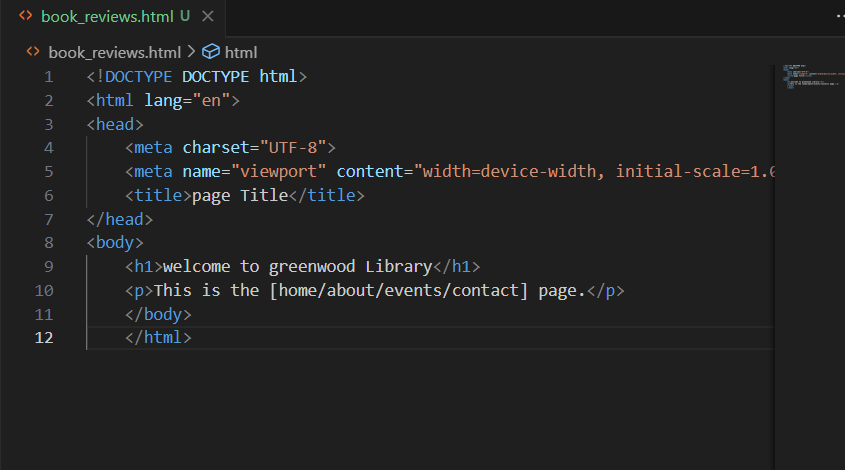 book_reviews.html U
book_reviews.html > html
1 <!DOCTYPE DOCTYPE html>
2 <html lang="en">
3 <head>
4 <meta charset="UTF-8">
5 <meta name="viewport" content="width=device-width, initial-scale=1.0
6 <title>page Title</title>
7 </head>
8 <body>
9 <h1>welcome to greenwood Library</h1>
10 <p>This is the [home/about/events/contact] page.</p>
11 </body>
12 </html>